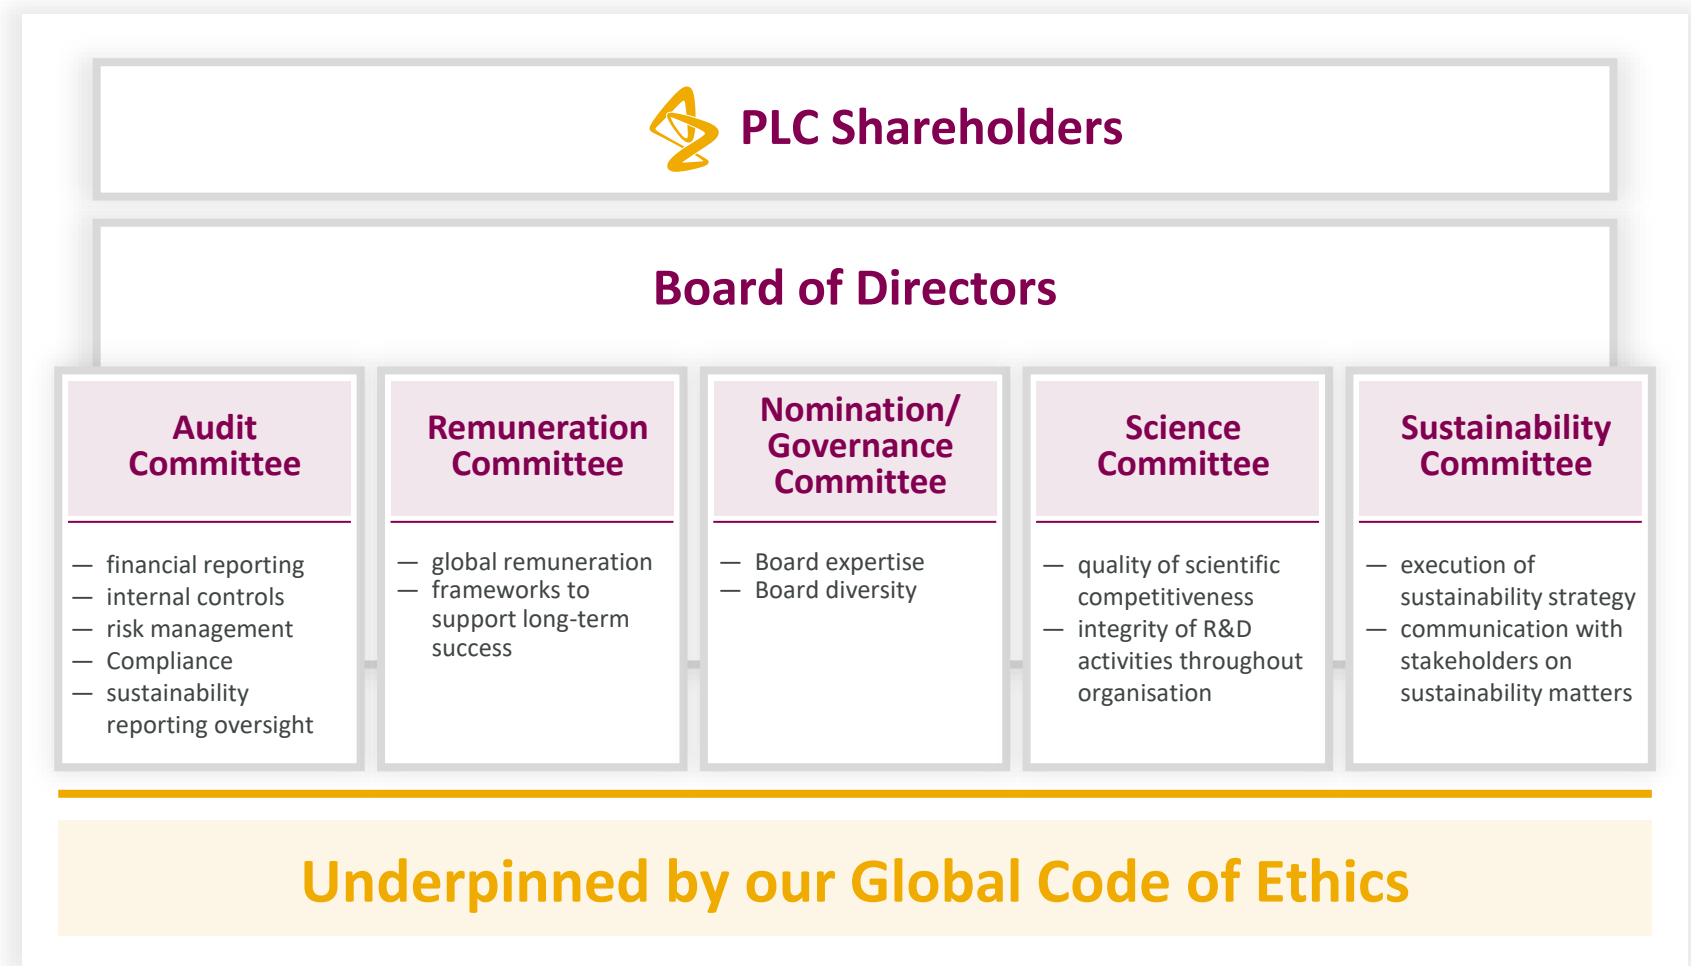 PLC Shareholders
Board of Directors
Audit
Committee
— financial reporting
— internal controls
— risk management
— Compliance
— sustainability
reporting oversight
Remuneration
Committee
— global remuneration
— frameworks to
support long-term
success
Nomination/
Governance
Committee
— Board expertise
— Board diversity
Science
Committee
— quality of scientific
competitiveness
— integrity of R&D
activities throughout
organisation
Sustainability
Committee
— execution of
sustainability strategy
— communication with
stakeholders on
sustainability matters
Underpinned by our Global Code of Ethics